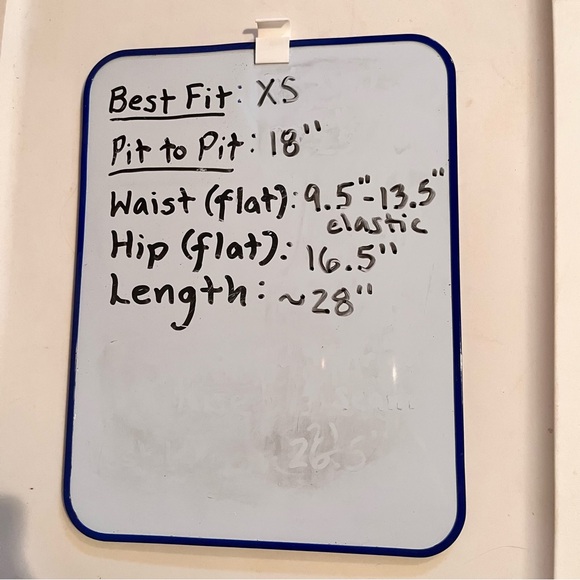 Best Fit: XS
Pit to Pit: 18"
Waist (flat): 9.5"-13.5"
elastic
Hip (flat): 16.5"
Length: ~28"